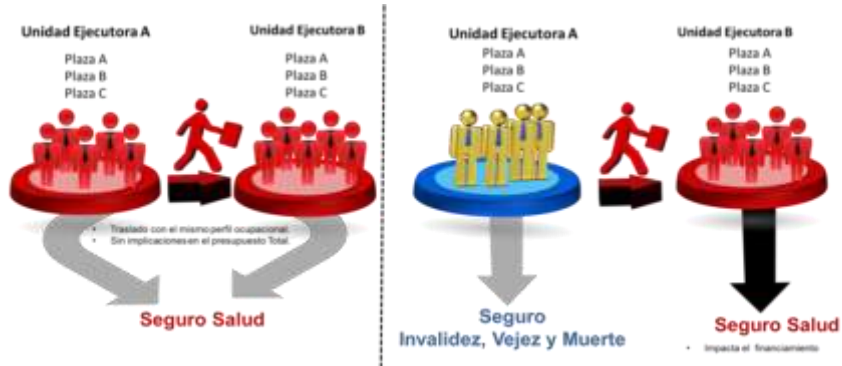 Unidad Ejecutora A
Plaza A
Plaza B
Plaza C
Unidad Ejecutora B
Plaza A
Plaza B
Plaza C
• Traslado con el mismo perfil ocupacional.
• Sin implicaciones en el presupuesto Total.
Seguro Salud
Unidad Ejecutora A
Plaza A
Plaza B
Plaza C
Unidad Ejecutora B
Plaza A
Plaza B
Plaza C
Seguro
Invalidez, Vejez y Muerte
Seguro Salud
• Impacta el financiamiento